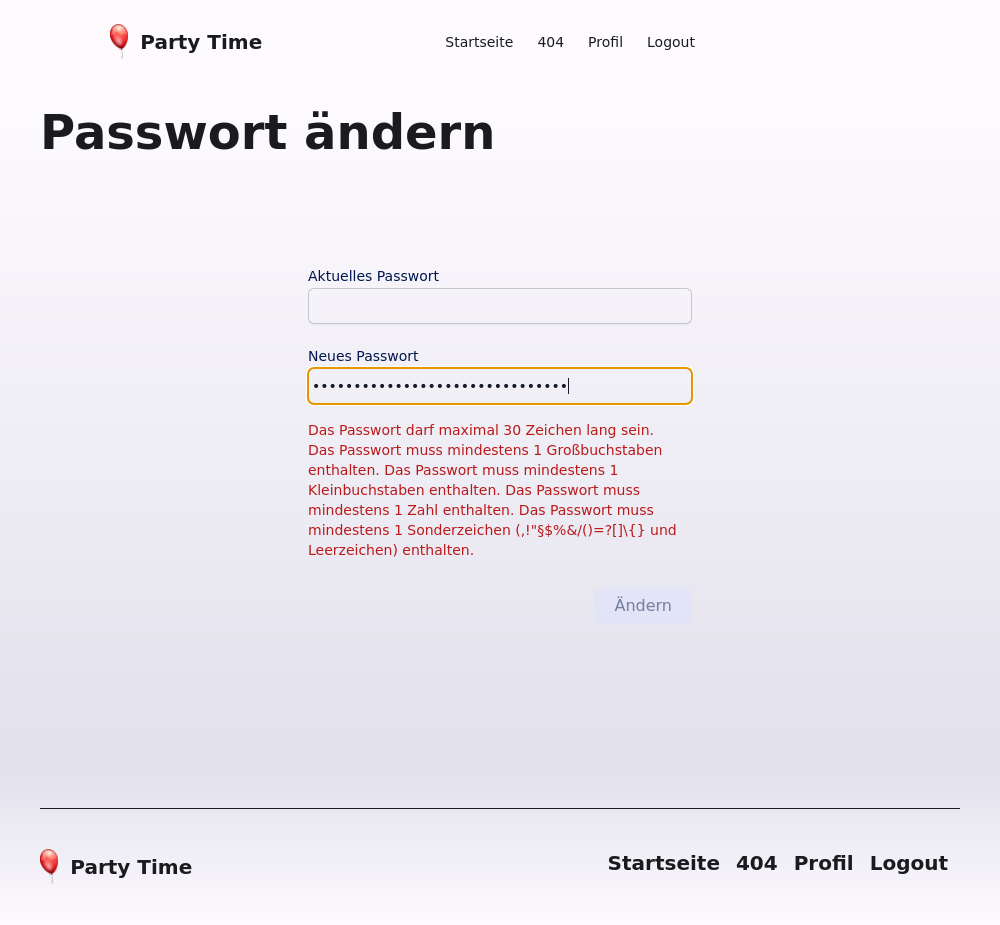 Party Time
Startseite 404 Profil Logout
Passwort ändern
Aktuelles Passwort
Neues Passwort
•••••••••••••••••••••••••••••••
Das Passwort darf maximal 30 Zeichen lang sein.
Das Passwort muss mindestens 1 Großbuchstaben
enthalten. Das Passwort muss mindestens 1
Kleinbuchstaben enthalten. Das Passwort muss
mindestens 1 Zahl enthalten. Das Passwort muss
mindestens 1 Sonderzeichen (,!"§$%&/()=?[]\{} und
Leerzeichen) enthalten.
Ändern
Party Time
Startseite 404 Profil Logout